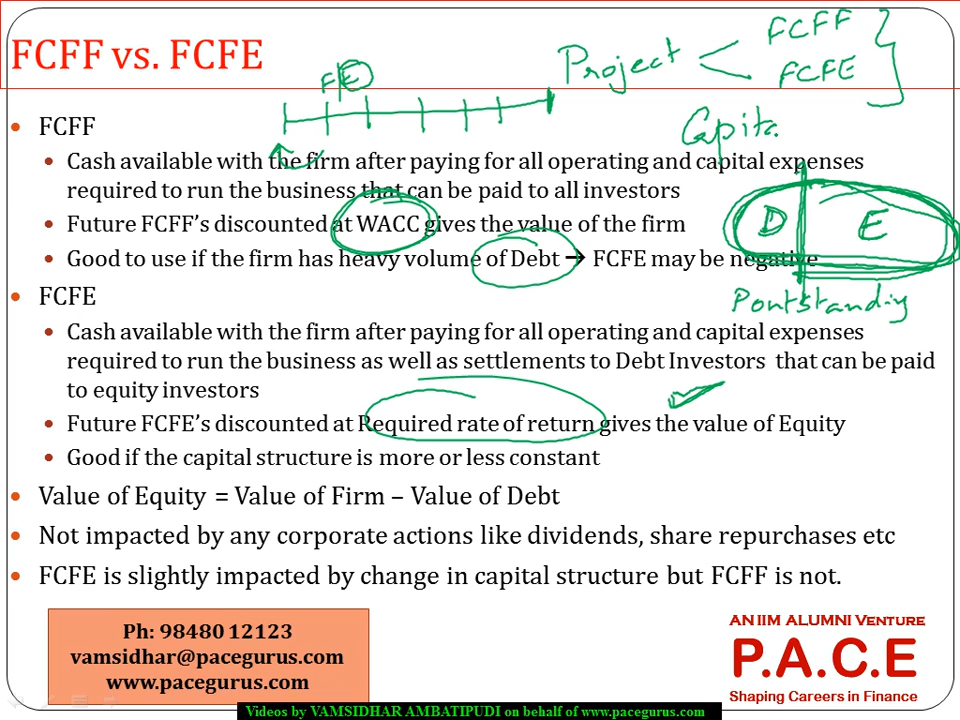 FCFF vs. FCFE
F
E
Project
FCFF
FCFE
• FCFF
Capita
• Cash available with the firm after paying for all operating and capital expenses
required to run the business that can be paid to all investors
D
E
• Future FCFF's discounted at WACC gives the value of the firm
• Good to use if the firm has heavy volume of Debt → FCFE may be negative
• FCFE
• Cash available with the firm after paying for all operating and capital expenses
required to run the business as well as settlements to Debt Investors that can be paid
to equity investors
• Future FCFE's discounted at Required rate of return gives the value of Equity
• Good if the capital structure is more or less constant
• Value of Equity = Value of Firm – Value of Debt
• Not impacted by any corporate actions like dividends, share repurchases etc
• FCFE is slightly impacted by change in capital structure but FCFF is not.
Ph: 98480 12123
vamsidhar@pacegurus.com
www.pacegurus.com
AN IIM ALUMNI VENTURE
P.A.C.E
Shaping Careers in Finance
Videos by VAMSIDHAR AMBATIPUDI on behalf of www.pacegurus.com